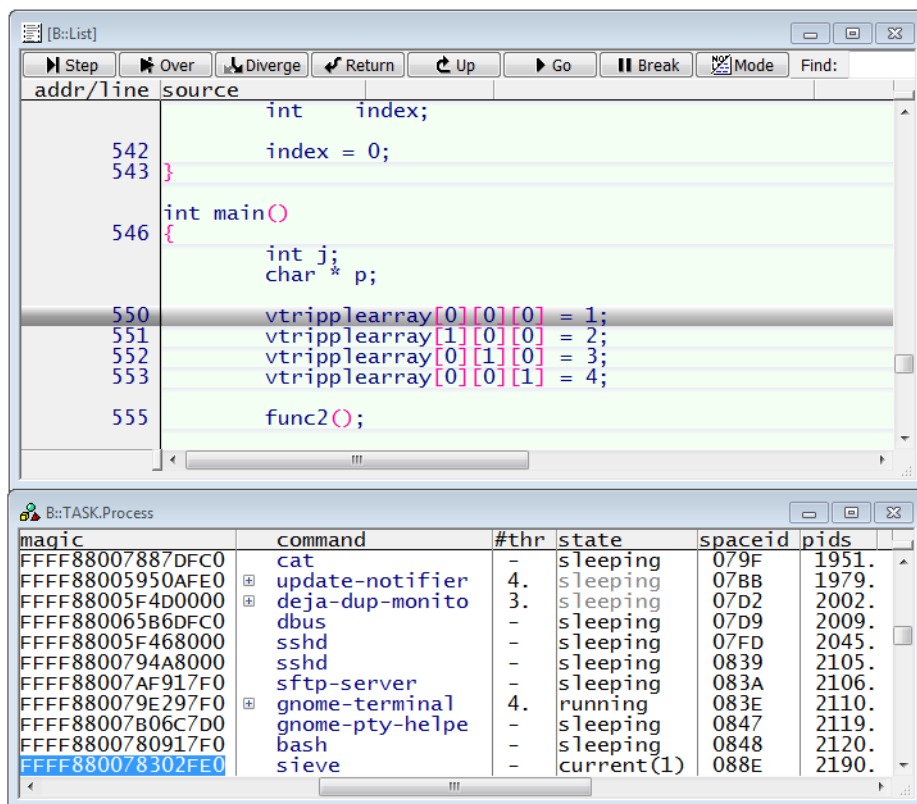 [B::List]
Step Over Diverge Return Up Go Break Mode Find:
addr/line source
int index;
542 index = 0;
543 }
int main()
546 {
int j;
char * p;
550 vtripplearray[0][0][0] = 1;
551 vtripplearray[1][0][0] = 2;
552 vtripplearray[0][1][0] = 3;
553 vtripplearray[0][0][1] = 4;
555 func2();
B::TASK.Process
magic command #thr state spaceid pids
FFFF88007887DFC0 cat - sleeping 079F 1951.
FFFF88005950AFE0 update-notifier 4. sleeping 07BB 1979.
FFFF88005F4D0000 deja-dup-monito 3. sleeping 07D2 2002.
FFFF880065B6DFC0 dbus - sleeping 07D9 2009.
FFFF88005F468000 sshd - sleeping 07FD 2045.
FFFF8800794A8000 sshd - sleeping 0839 2105.
FFFF88007AF917F0 sftp-server - sleeping 083A 2106.
FFFF880079E297F0 gnome-terminal 4. running 083E 2110.
FFFF88007B06C7D0 gnome-pty-helpe - sleeping 0847 2119.
FFFF8800780917F0 bash - sleeping 0848 2120.
FFFF880078302FE0 sieve - current(1) 088E 2190.